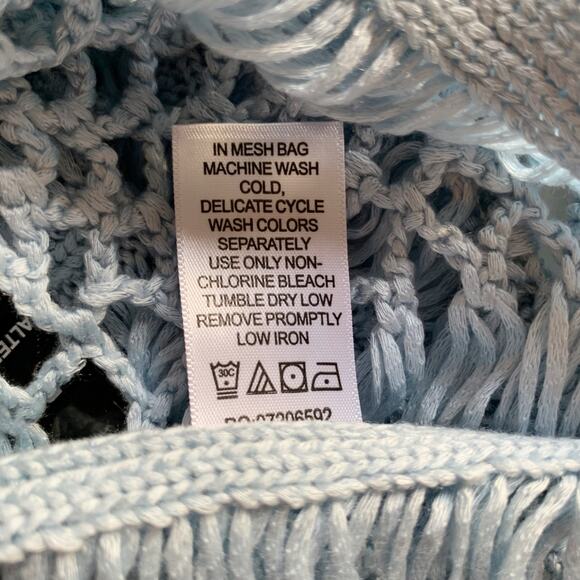 IN MESH BAG
MACHINE WASH
COLD,
DELICATE CYCLE
WASH COLORS
SEPARATELY
USE ONLY NON-
CHLORINE BLEACH
TUMBLE DRY LOW
REMOVE PROMPTLY
LOW IRON
30C